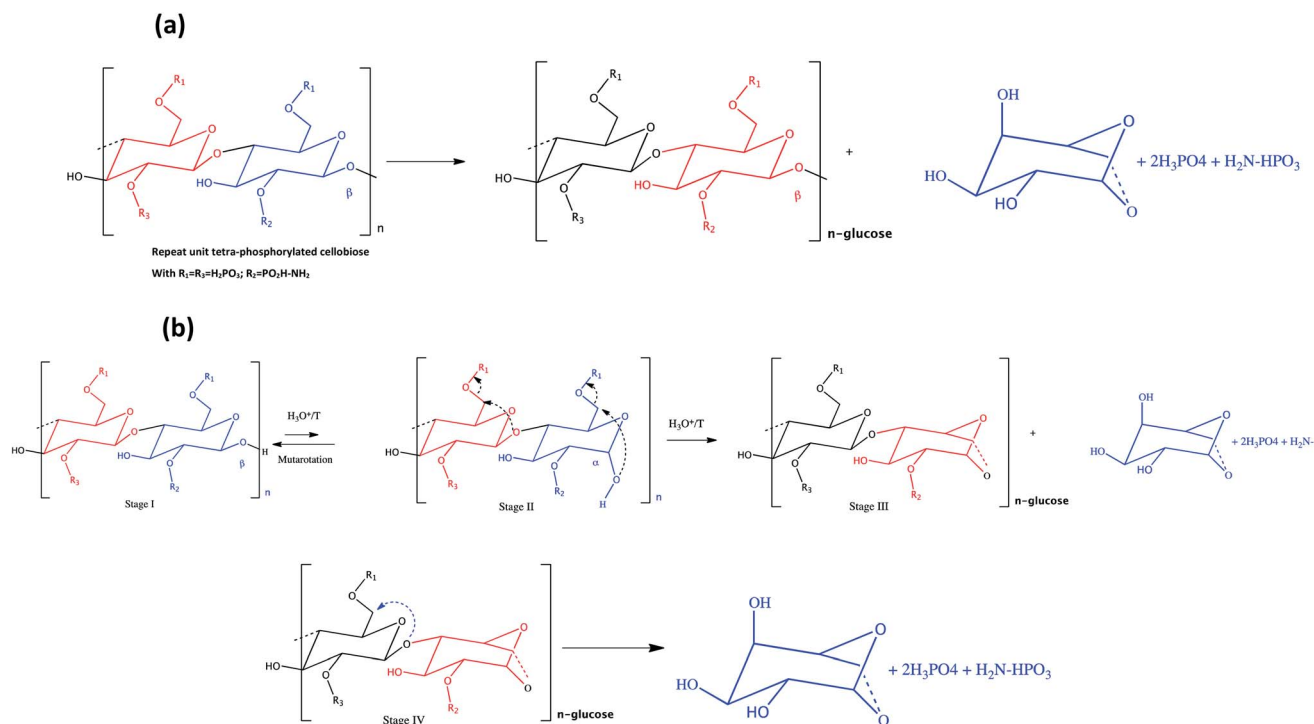 (a)
R₁ R₁ R₁ R₁
O O O O OH
O O O O + O
HO O HO O β HO O HO O β HO HO O + 2H₃PO4 + H₂N-HPO₃
O O O O
R₃ R₂ n R₃ R₂ n-glucose
Repeat unit tetra-phosphorylated cellobiose
With R₁=R₃=H₂PO₃; R₂=PO₂H-NH₂
(b)
R₁ R₁ R₁ R₁ R₁
O O O O O OH
O O H₃O⁺/T O O H₃O⁺/T O O + O
HO O HO O β H Mutarotation HO O HO α O H HO O HO O HO HO O + 2H₃PO4 + H₂N-
O O O O O O
R₃ R₂ n R₃ R₂ n R₃ R₂ n-glucose
Stage I Stage II Stage III
R₁
O OH
O O O
HO O HO O HO HO O + 2H₃PO4 + H₂N-HPO₃
O O
R₃ R₂ n-glucose
Stage IV